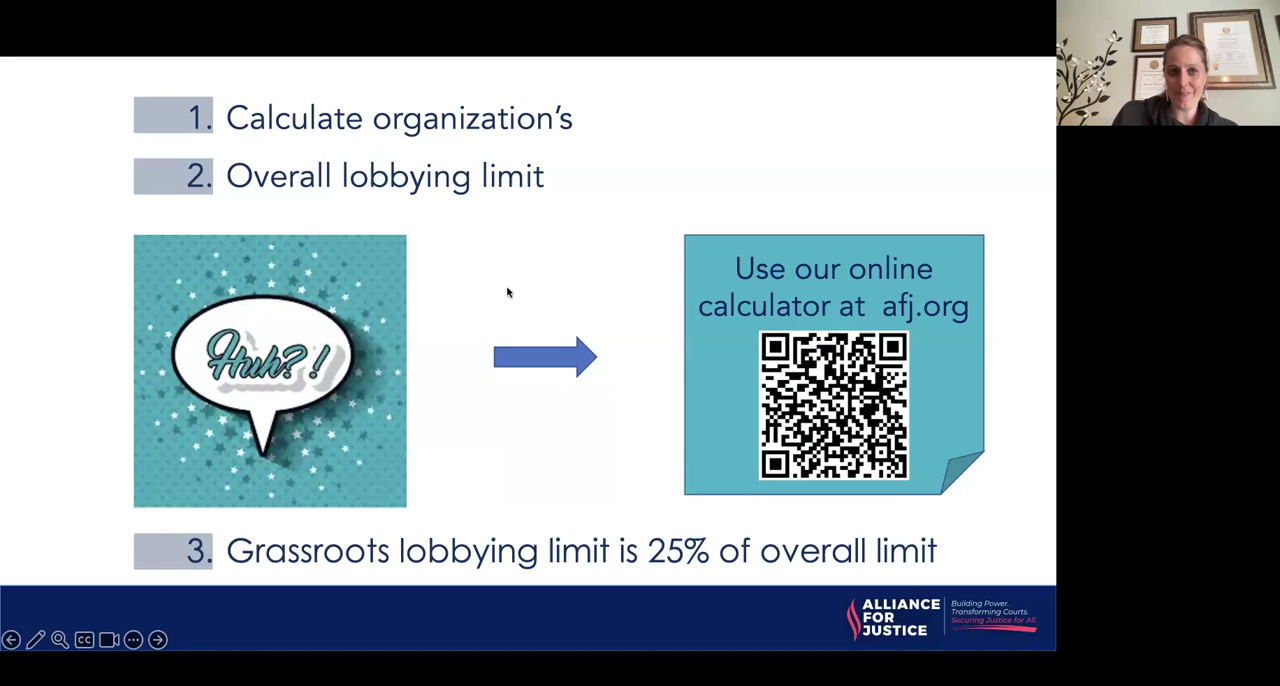 1. Calculate organization's
2. Overall lobbying limit
Huh?!
Use our online
calculator at afj.org
3. Grassroots lobbying limit is 25% of overall limit
ALLIANCE
FOR
JUSTICE
Building Power.
Transforming Courts.
Securing Justice for All.
CC